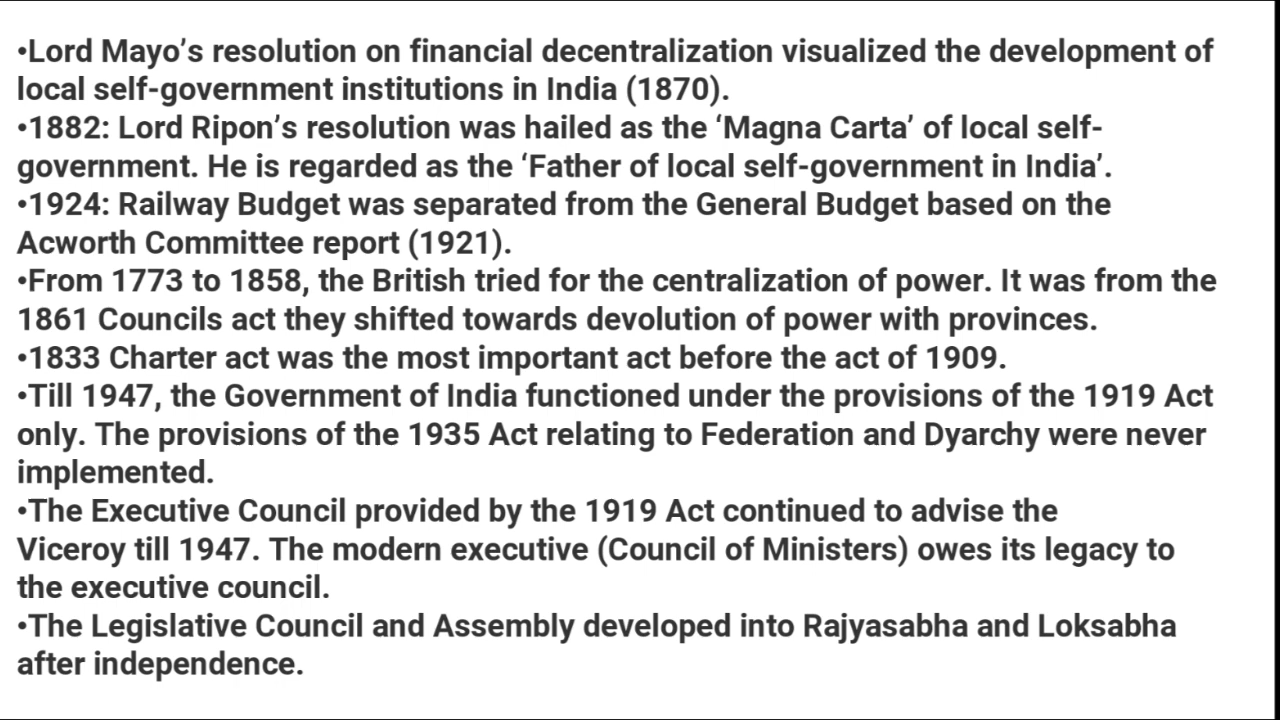 •Lord Mayo’s resolution on financial decentralization visualized the development of
local self-government institutions in India (1870).
•1882: Lord Ripon’s resolution was hailed as the ‘Magna Carta’ of local self-
government. He is regarded as the ‘Father of local self-government in India’.
•1924: Railway Budget was separated from the General Budget based on the
Acworth Committee report (1921).
•From 1773 to 1858, the British tried for the centralization of power. It was from the
1861 Councils act they shifted towards devolution of power with provinces.
•1833 Charter act was the most important act before the act of 1909.
•Till 1947, the Government of India functioned under the provisions of the 1919 Act
only. The provisions of the 1935 Act relating to Federation and Dyarchy were never
implemented.
•The Executive Council provided by the 1919 Act continued to advise the
Viceroy till 1947. The modern executive (Council of Ministers) owes its legacy to
the executive council.
•The Legislative Council and Assembly developed into Rajyasabha and Loksabha
after independence.